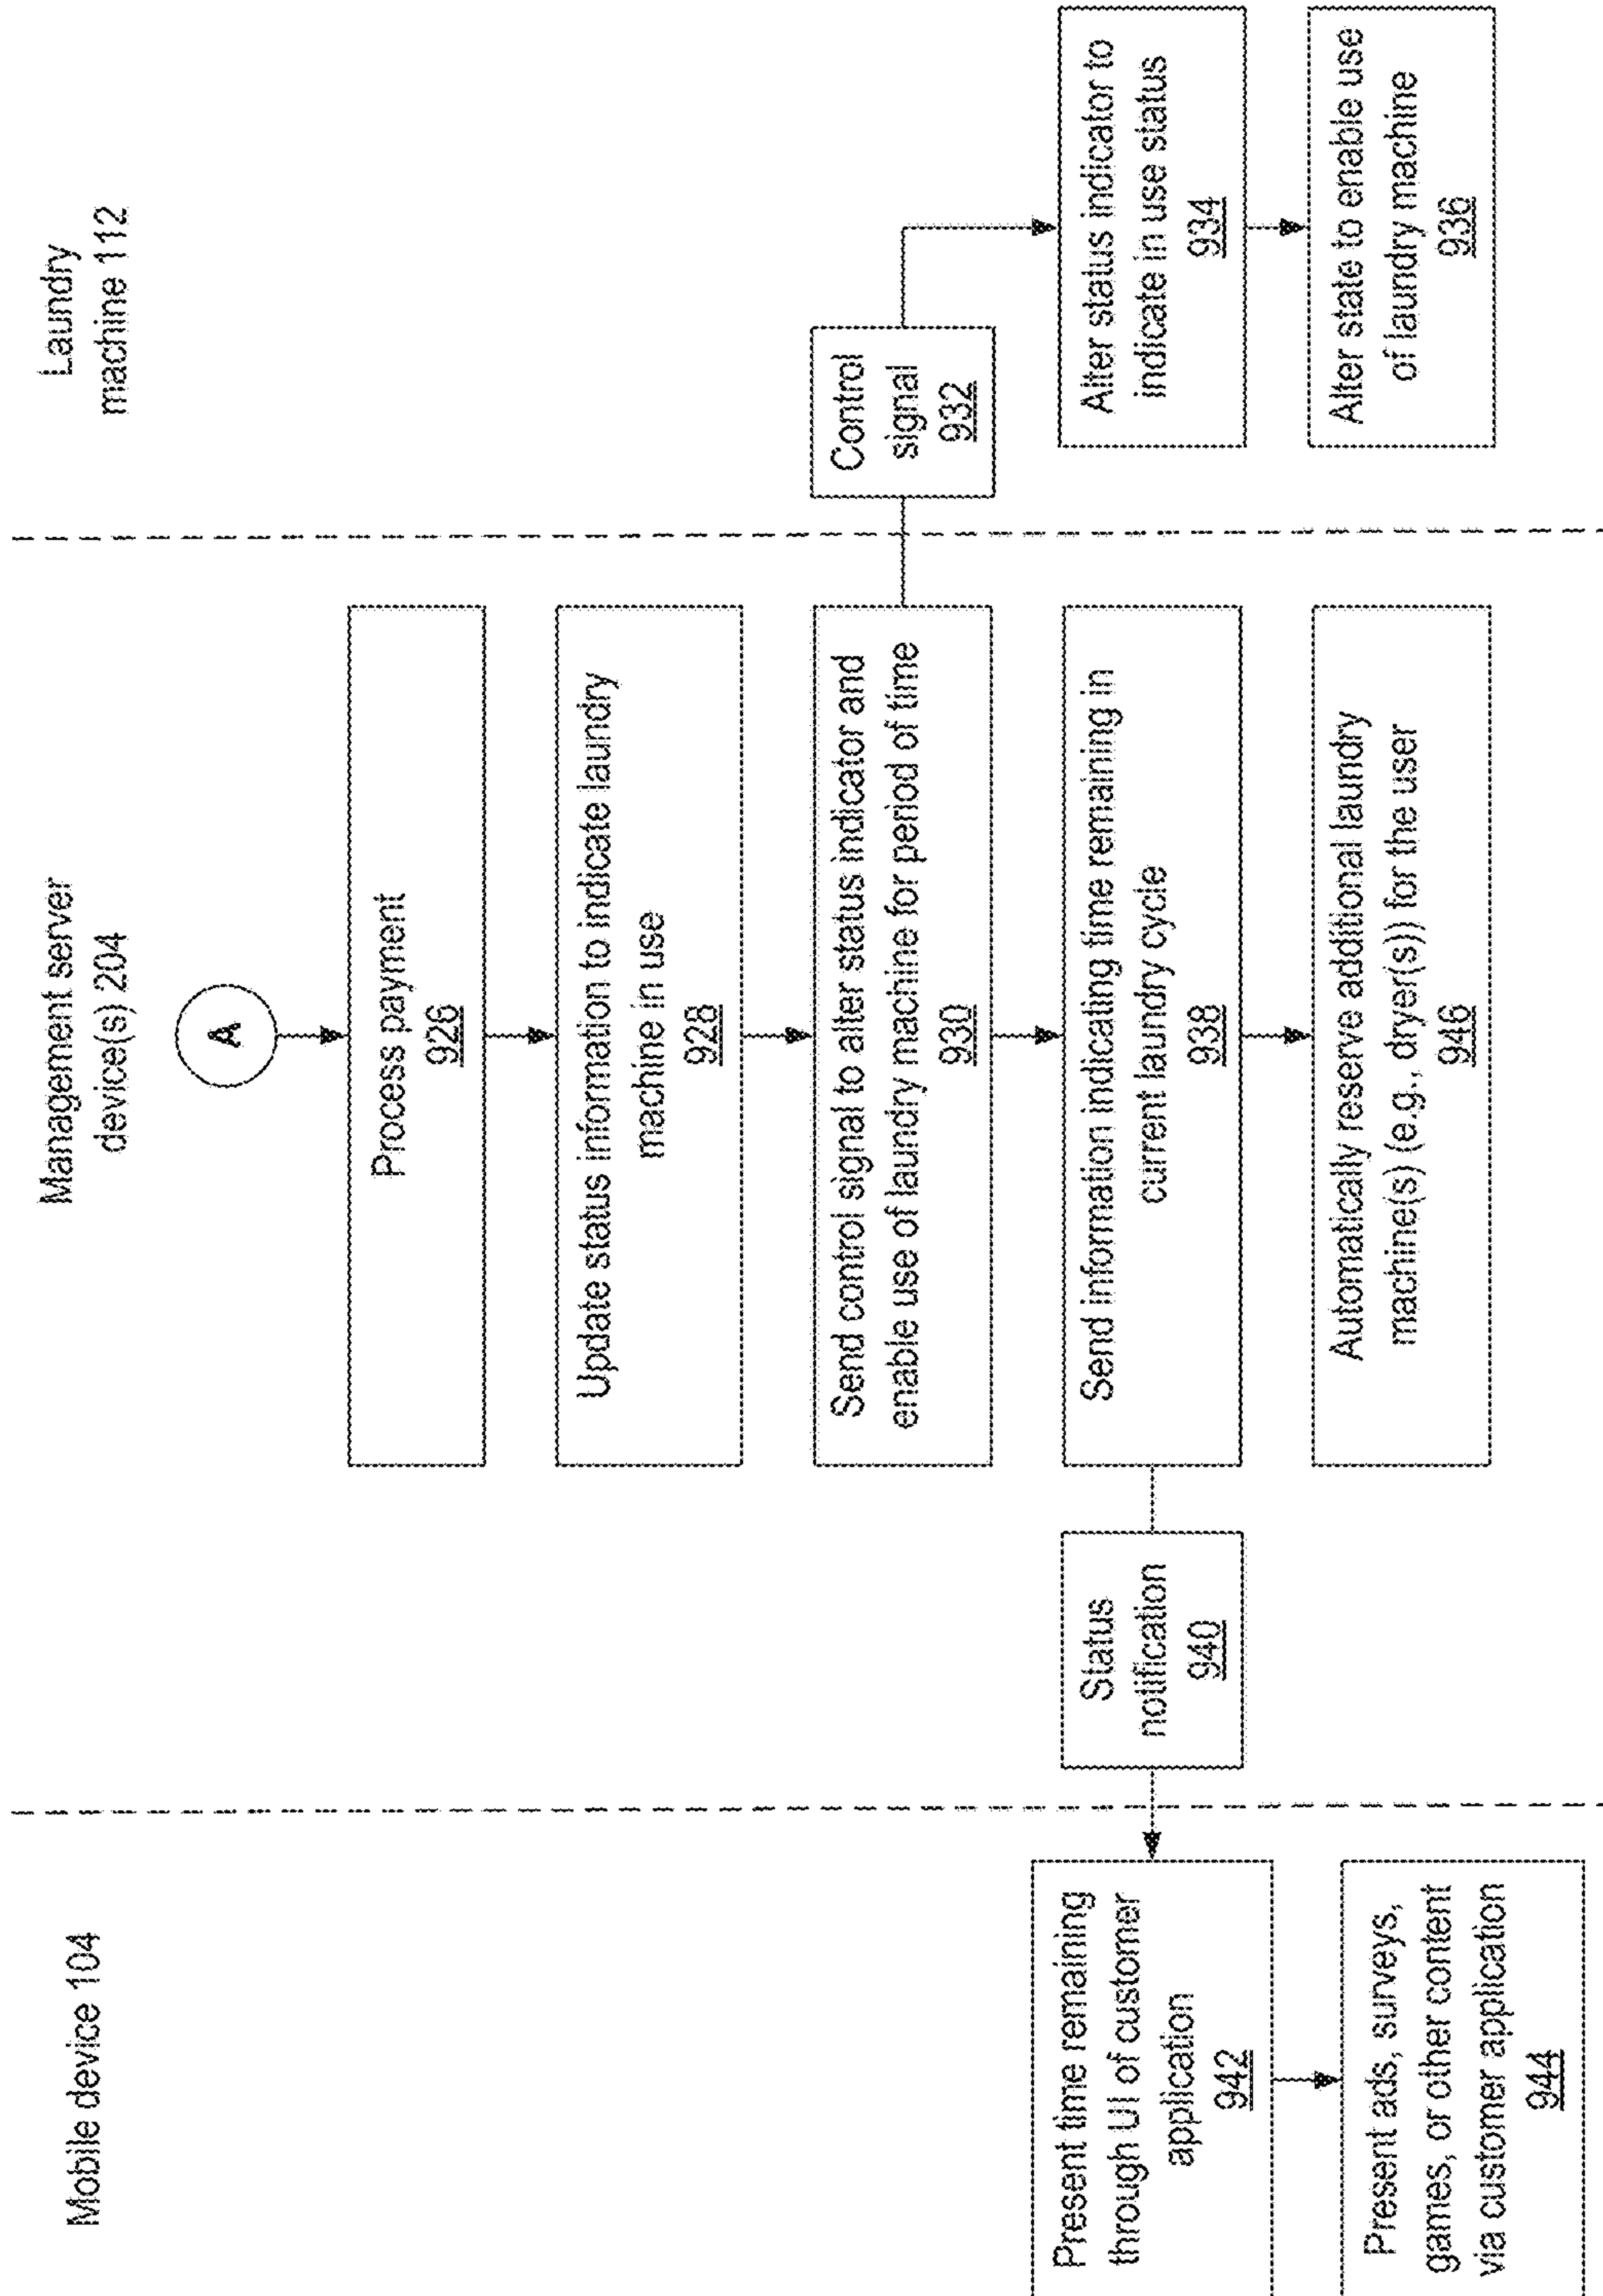 Mobile device 104
Management server
device(s) 204
Laundry
machine 112
A
Process payment
926
Update status information to indicate laundry
machine in use
928
Send control signal to alter status indicator and
enable use of laundry machine for period of time
930
Control
signal
932
Alter status indicator to
indicate in use status
934
Alter state to enable use
of laundry machine
936
Send information indicating time remaining in
current laundry cycle
938
Status
notification
940
Present time remaining
through UI of customer
application
942
Present ads, surveys,
games, or other content
via customer application
944
Automatically reserve additional laundry
machine(s) (e.g., dryer(s)) for the user
946